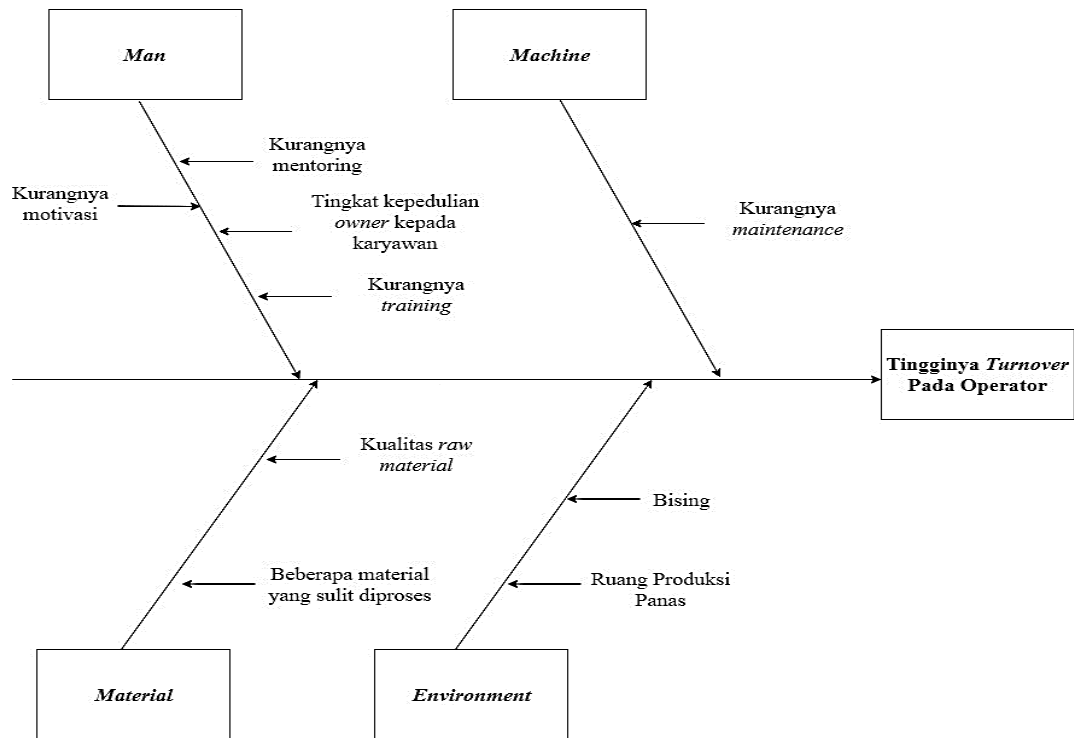 Man
Machine
Kurangnya
mentoring
Kurangnya
motivasi
Tingkat kepedulian
owner kepada
karyawan
Kurangnya
training
Kurangnya
maintenance
Tingginya Turnover
Pada Operator
Kualitas raw
material
Beberapa material
yang sulit diproses
Bising
Ruang Produksi
Panas
Material
Environment